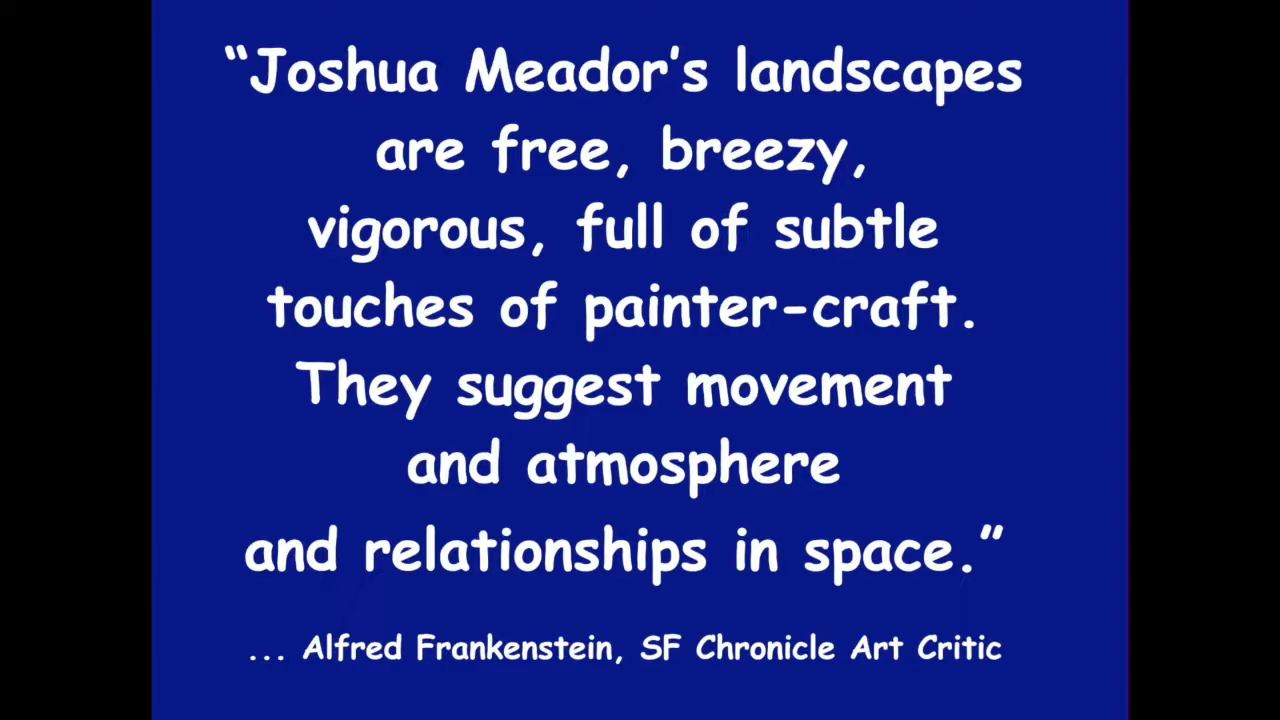 “Joshua Meador’s landscapes
are free, breezy,
vigorous, full of subtle
touches of painter-craft.
They suggest movement
and atmosphere
and relationships in space.”
... Alfred Frankenstein, SF Chronicle Art Critic